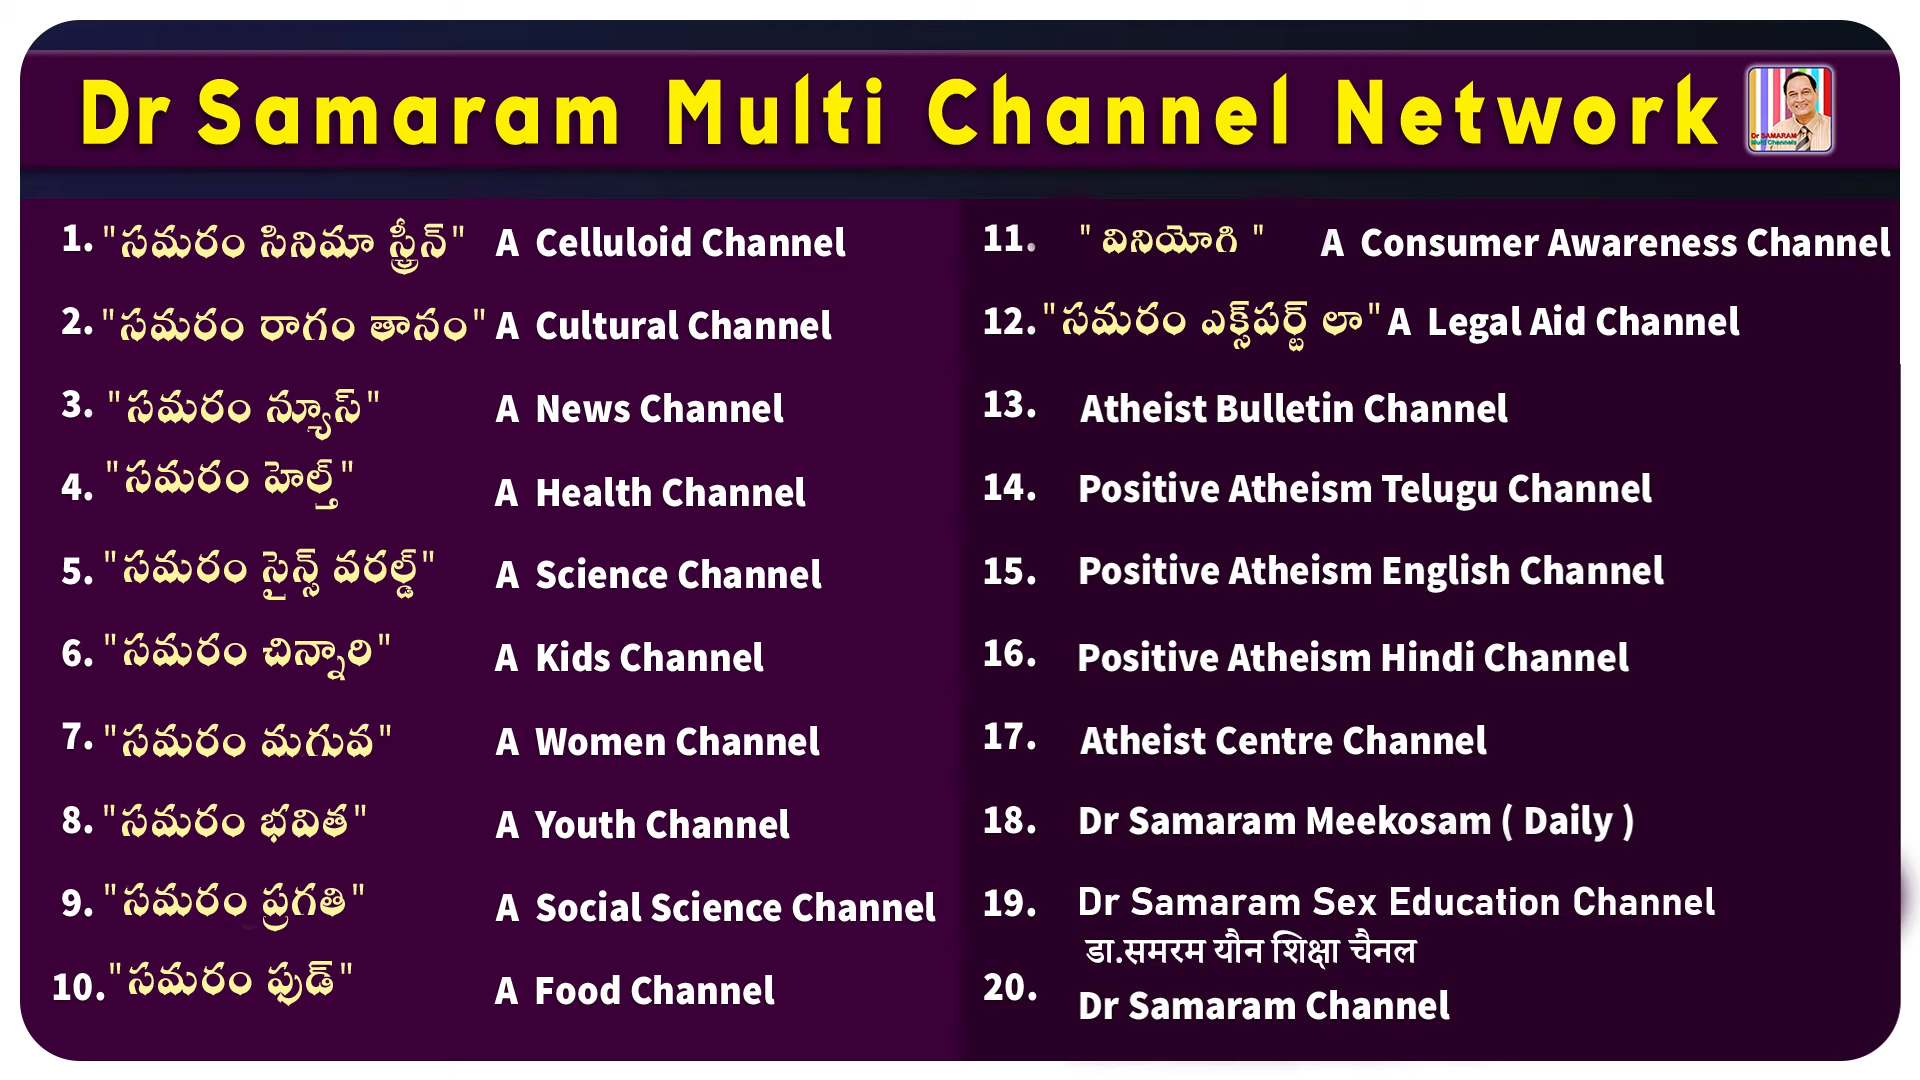 Dr Samaram Multi Channel Network
Dr SAMARAM
Multi Channels
1. "సమరం సినిమా స్క్రీన్" A Celluloid Channel
2. "సమరం రాగం తానం" A Cultural Channel
3. "సమరం న్యూస్" A News Channel
4. "సమరం హెల్త్" A Health Channel
5. "సమరం సైన్స్ వరల్డ్" A Science Channel
6. "సమరం చిన్నారి" A Kids Channel
7. "సమరం మగువ" A Women Channel
8. "సమరం భవిత" A Youth Channel
9. "సమరం ప్రగతి" A Social Science Channel
10. "సమరం ఫుడ్" A Food Channel
11. " వినియోగి " A Consumer Awareness Channel
12. "సమరం ఎక్స్‌పర్ట్ లా" A Legal Aid Channel
13. Atheist Bulletin Channel
14. Positive Atheism Telugu Channel
15. Positive Atheism English Channel
16. Positive Atheism Hindi Channel
17. Atheist Centre Channel
18. Dr Samaram Meekosam ( Daily )
19. Dr Samaram Sex Education Channel
डा.समरम यौन शिक्षा चैनल
20. Dr Samaram Channel